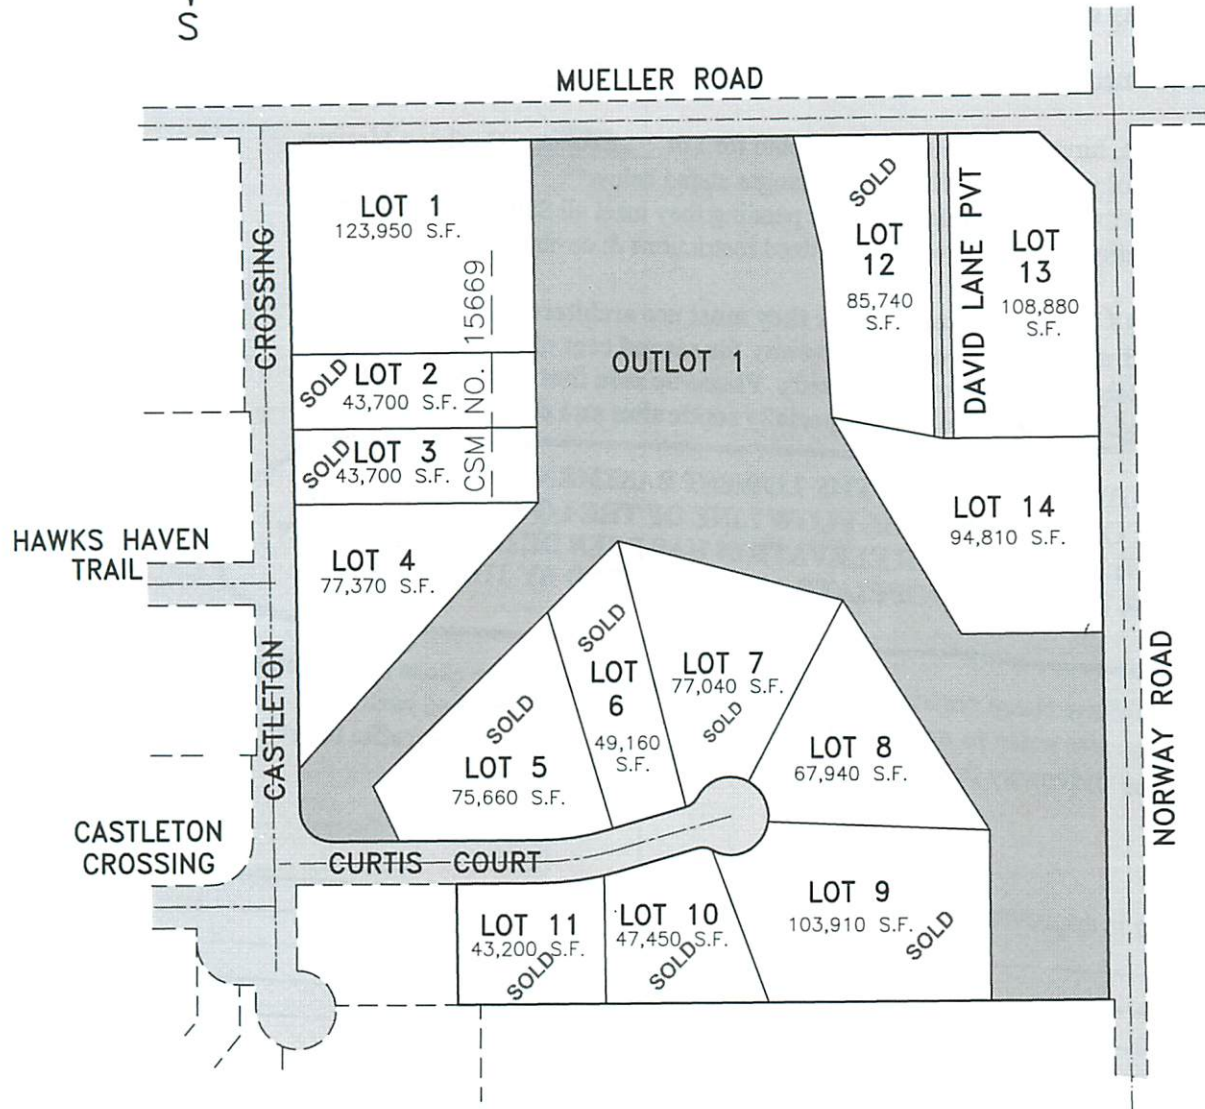 S
MUELLER ROAD
LOT 1
123,950 S.F.
CROSSING
CSM NO. 15669
SOLD
LOT 2
43,700 S.F.
SOLD
LOT 3
43,700 S.F.
OUTLOT 1
SOLD
LOT
12
85,740
S.F.
DAVID LANE PVT
LOT
13
108,880
S.F.
LOT 14
94,810 S.F.
HAWKS HAVEN
TRAIL
LOT 4
77,370 S.F.
CASTLETON
SOLD
LOT 5
75,660 S.F.
SOLD
LOT
6
49,160
S.F.
LOT 7
77,040 S.F.
SOLD
LOT 8
67,940 S.F.
NORWAY ROAD
CASTLETON
CROSSING
CURTIS COURT
LOT 11
43,200 S.F.
SOLD
LOT 10
47,450 S.F.
SOLD
LOT 9
103,910 S.F.
SOLD